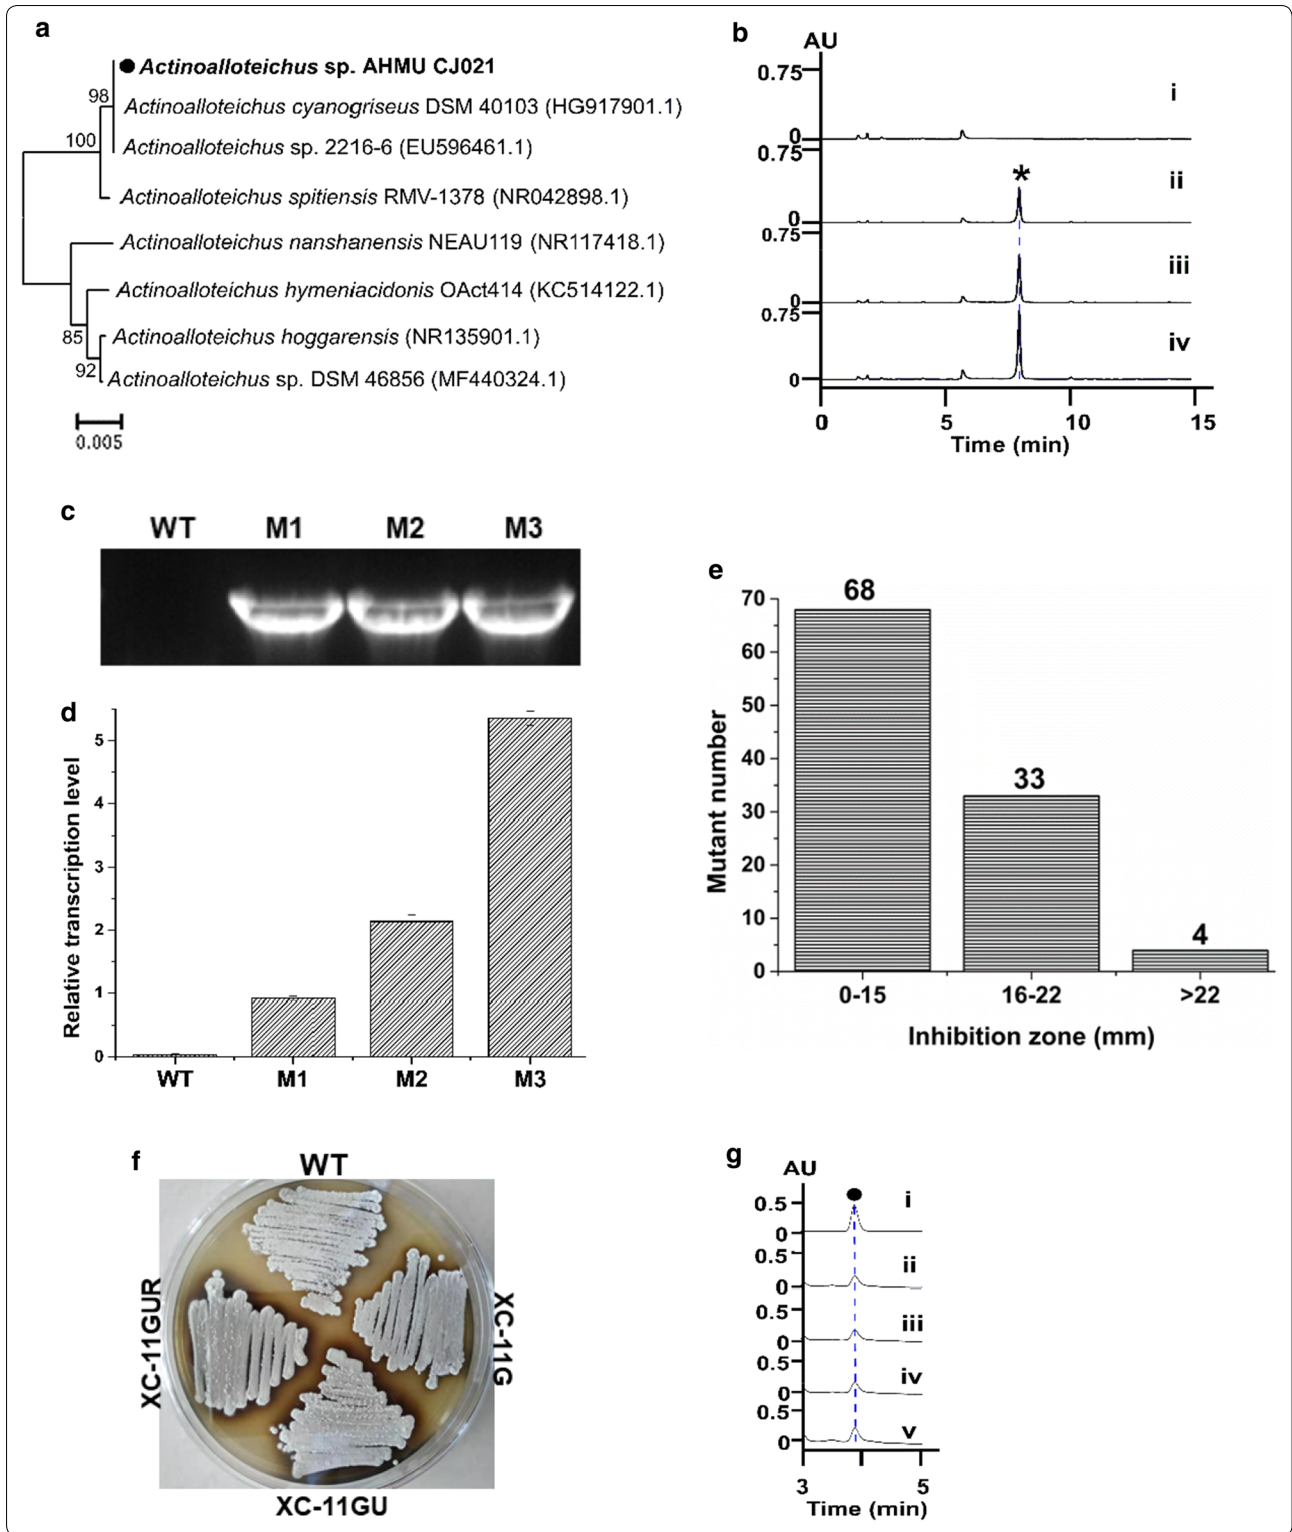 a
98
100
85
92
● Actinoalloteichus sp. AHMU CJ021
Actinoalloteichus cyanogriseus DSM 40103 (HG917901.1)
Actinoalloteichus sp. 2216-6 (EU596461.1)
Actinoalloteichus spitiensis RMV-1378 (NR042898.1)
Actinoalloteichus nanshanensis NEAU119 (NR117418.1)
Actinoalloteichus hymeniacidonis OAct414 (KC514122.1)
Actinoalloteichus hoggarensis (NR135901.1)
Actinoalloteichus sp. DSM 46856 (MF440324.1)
0.005
b
AU
0.75
i
0
0.75
*
ii
0
0.75
iii
0
0.75
iv
0
0 5 10 15
Time (min)
c
WT M1 M2 M3
d
Relative transcription level
5
4
3
2
1
0
WT M1 M2 M3
e
Mutant number
70
60
50
40
30
20
10
0
68
33
4
0-15 16-22 >22
Inhibition zone (mm)
f
WT
XC-11GUR
XC-11G
XC-11GU
g
AU
0.5
i
0
0.5
ii
0
0.5
iii
0
0.5
iv
0
0.5
v
0
3 5
Time (min)